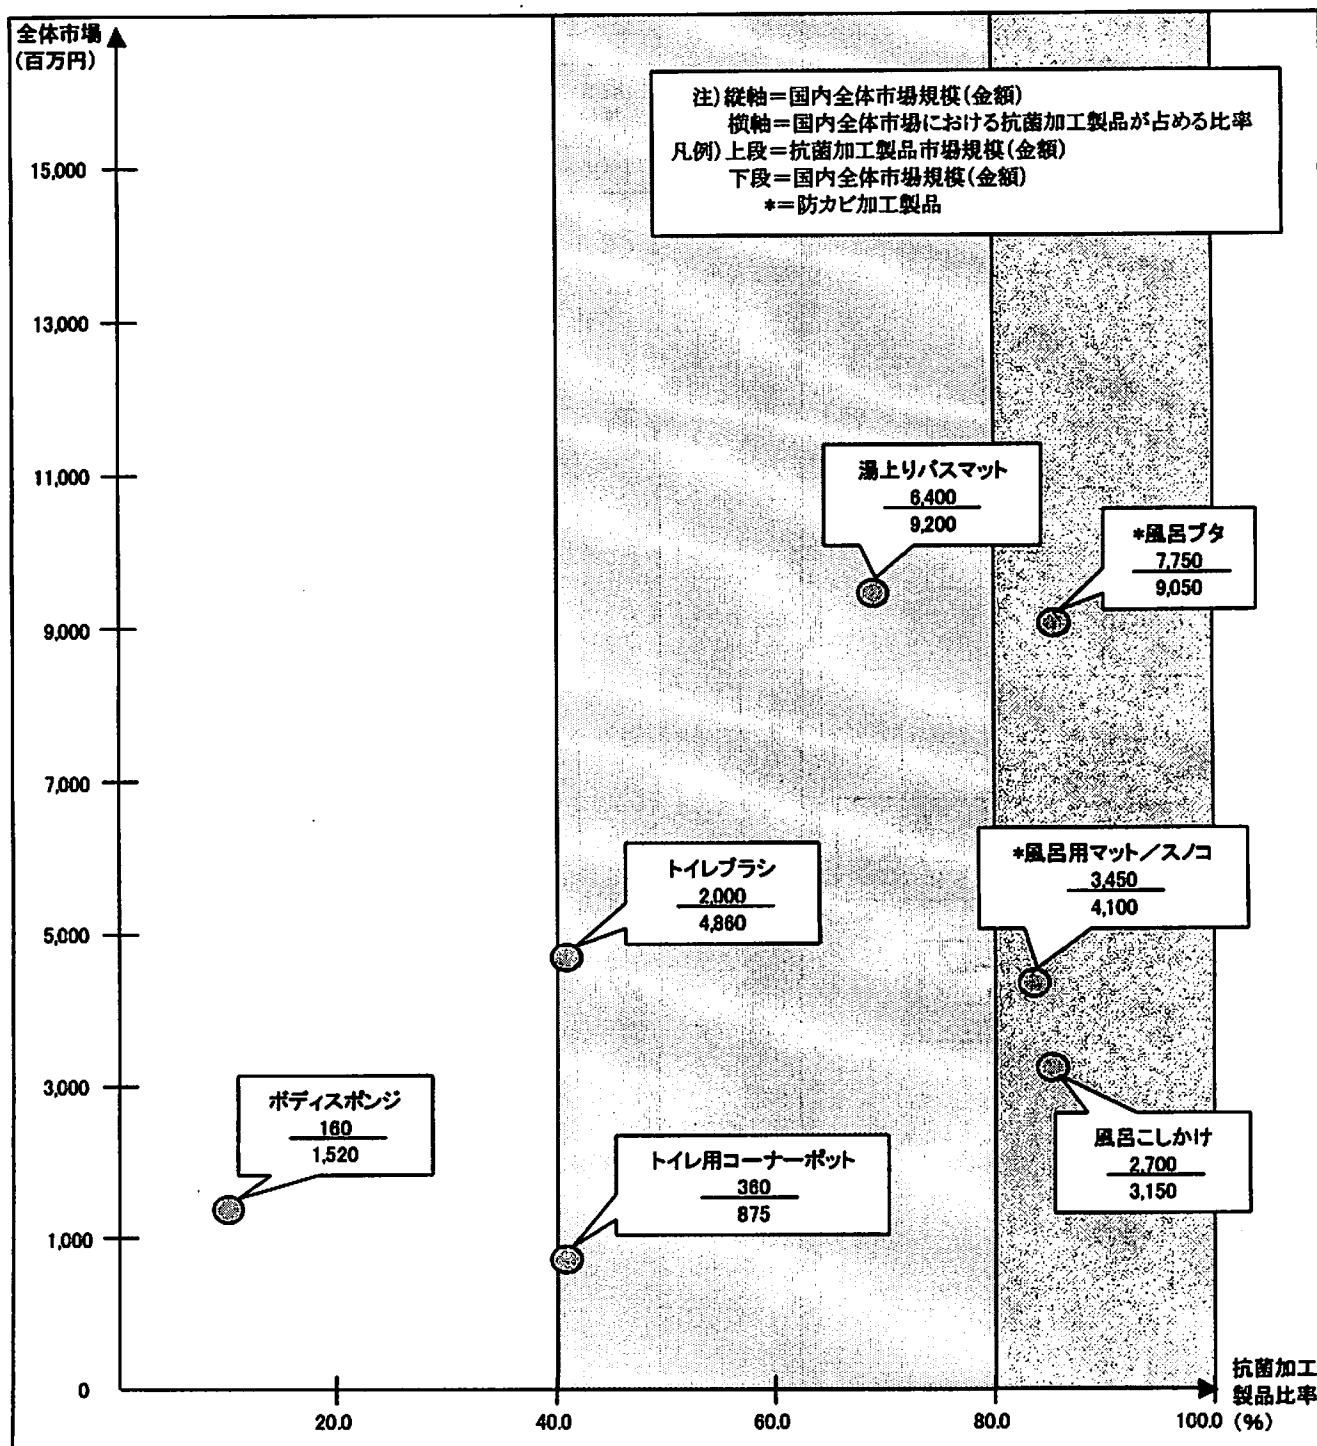 全体市場
(百万円)
注)縦軸=国内全体市場規模(金額)
横軸=国内全体市場における抗菌加工製品が占める比率
凡例)上段=抗菌加工製品市場規模(金額)
下段=国内全体市場規模(金額)
*=防カビ加工製品
15,000
13,000
11,000
9,000
7,000
5,000
3,000
1,000
0
湯上りバスマット
6,400
9,200
*風呂ブタ
7,750
9,050
トイレブラシ
2,000
4,860
*風呂用マット/スノコ
3,450
4,100
ボディスポンジ
160
1,520
トイレ用コーナーポット
360
875
風呂こしかけ
2,700
3,150
20.0
40.0
60.0
80.0
100.0
抗菌加工
製品比率
(%)